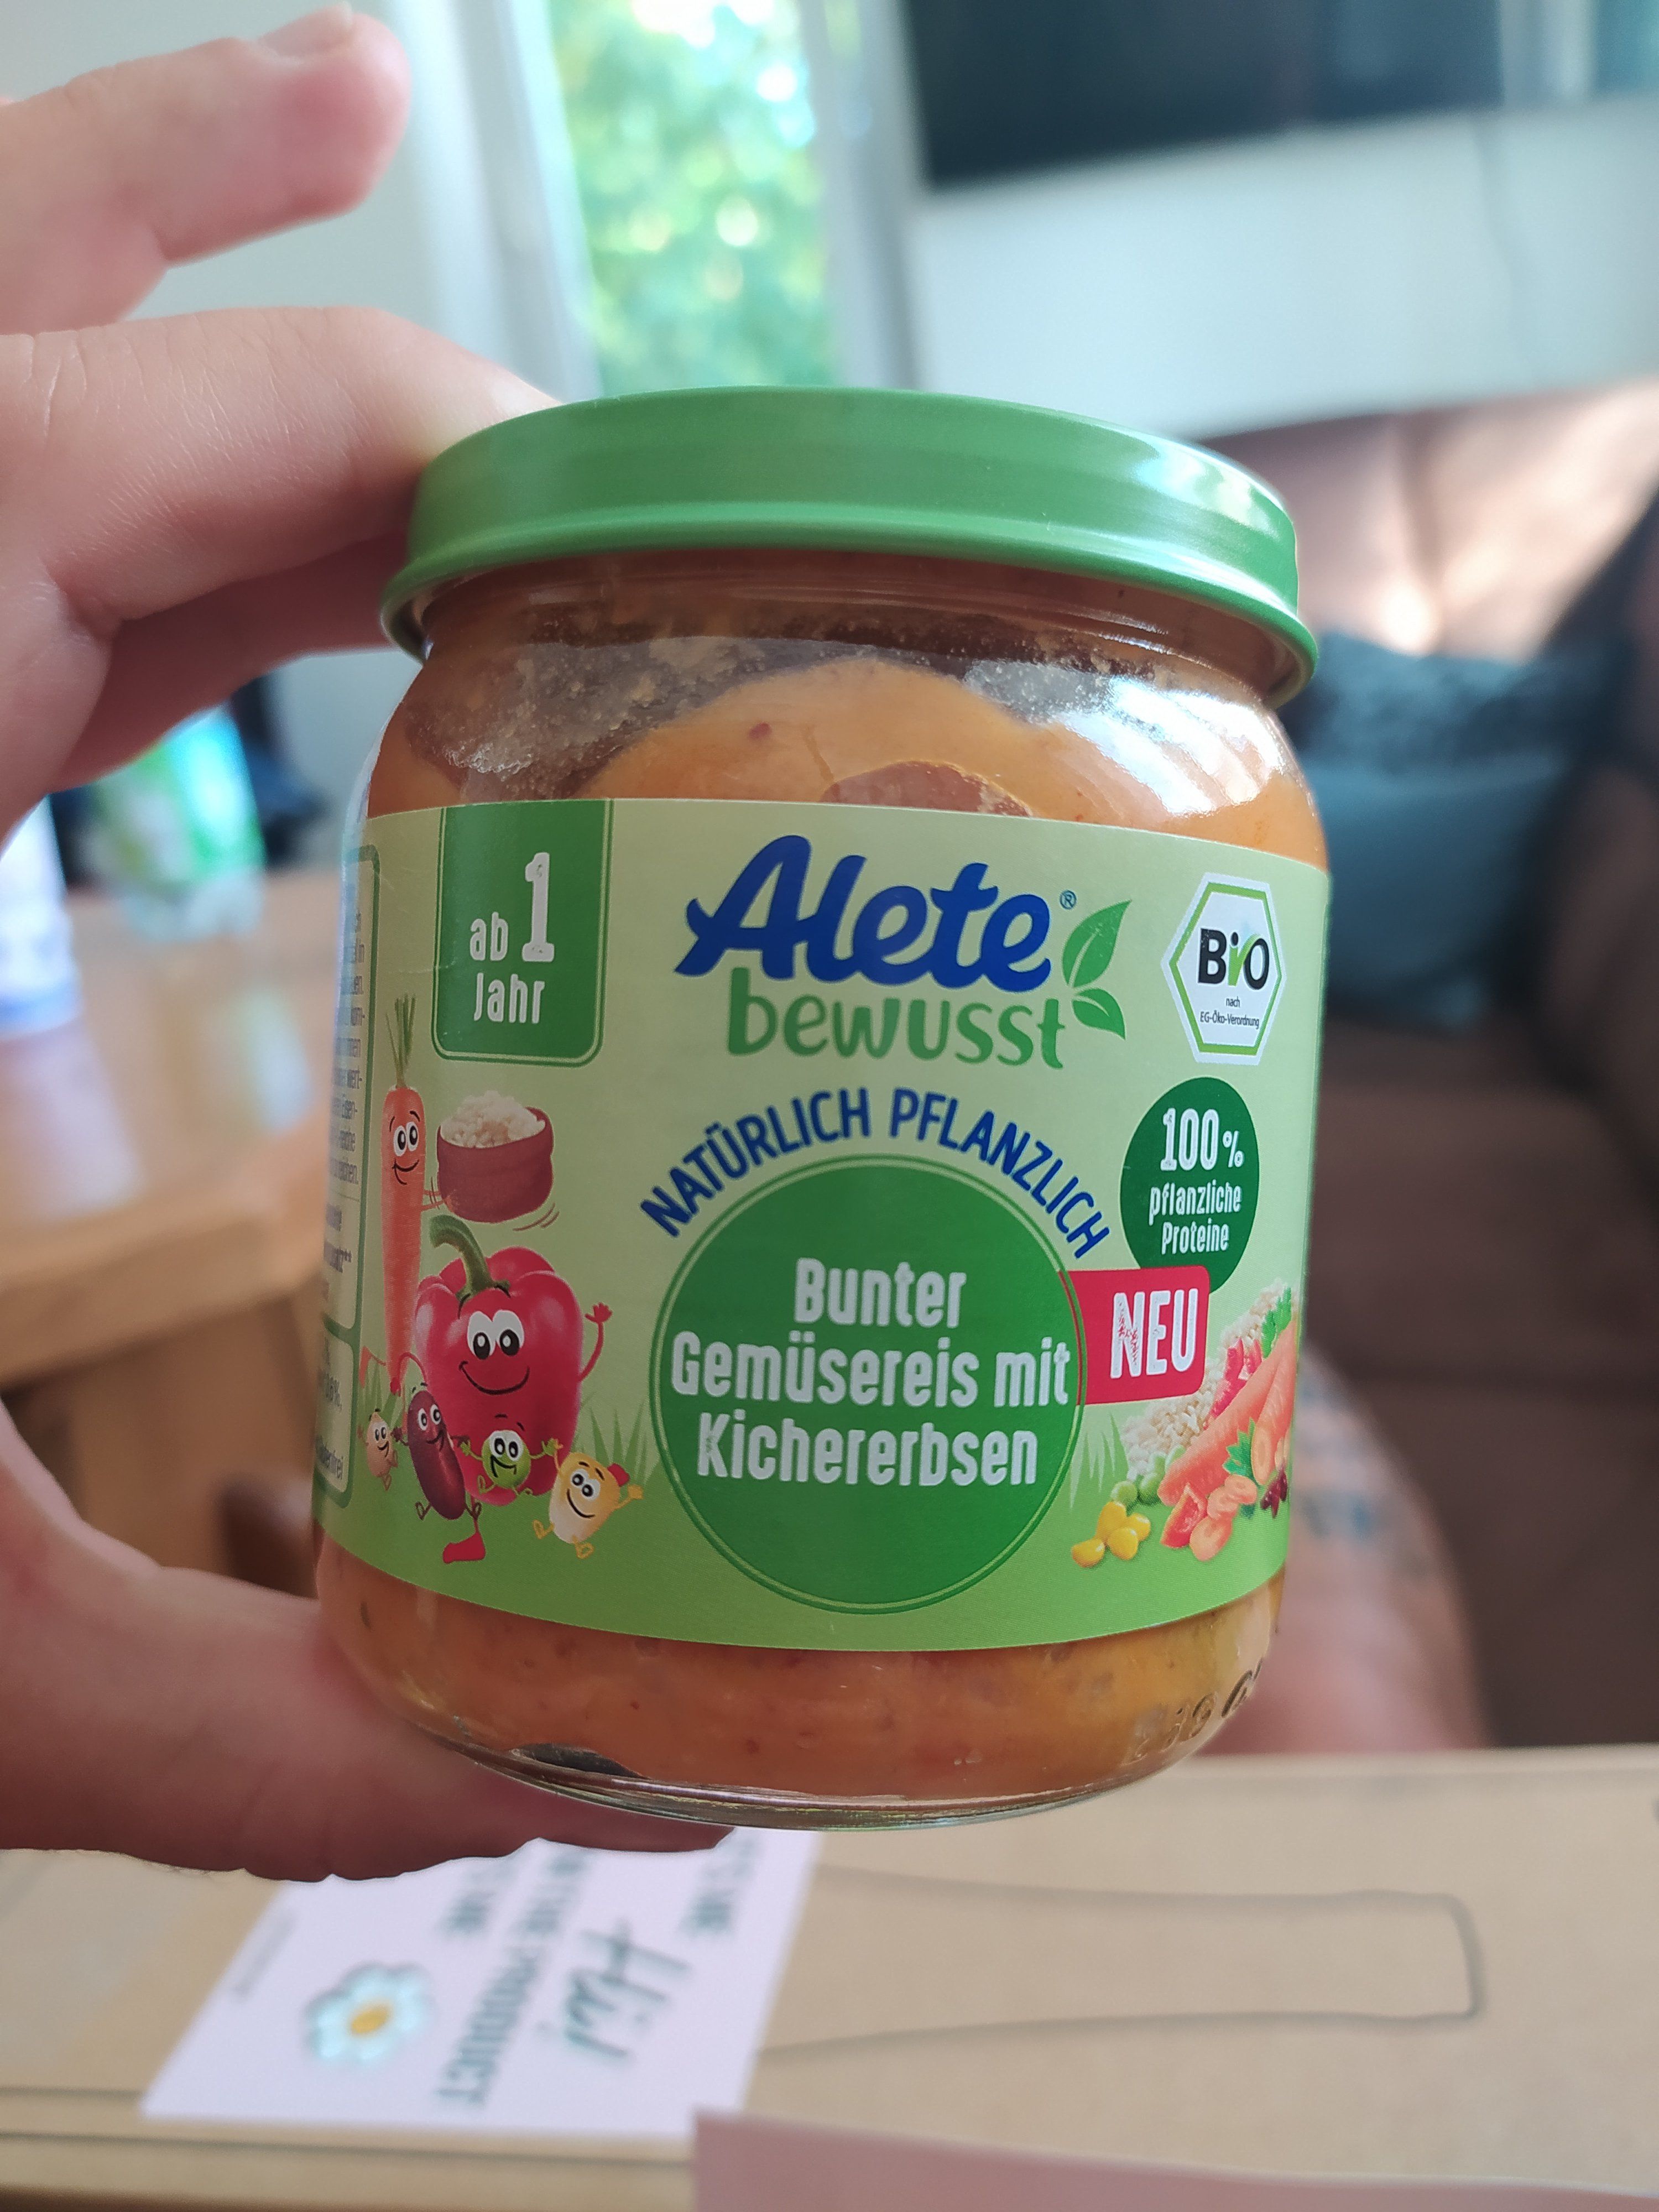 ab 1
Jahr
Alete®
bewusst
BIO
nach
EG-Öko-Verordnung
NATÜRLICH PFLANZLICH
100%
pflanzliche
Proteine
Bunter
Gemüsereis mit
Kichererbsen
NEU